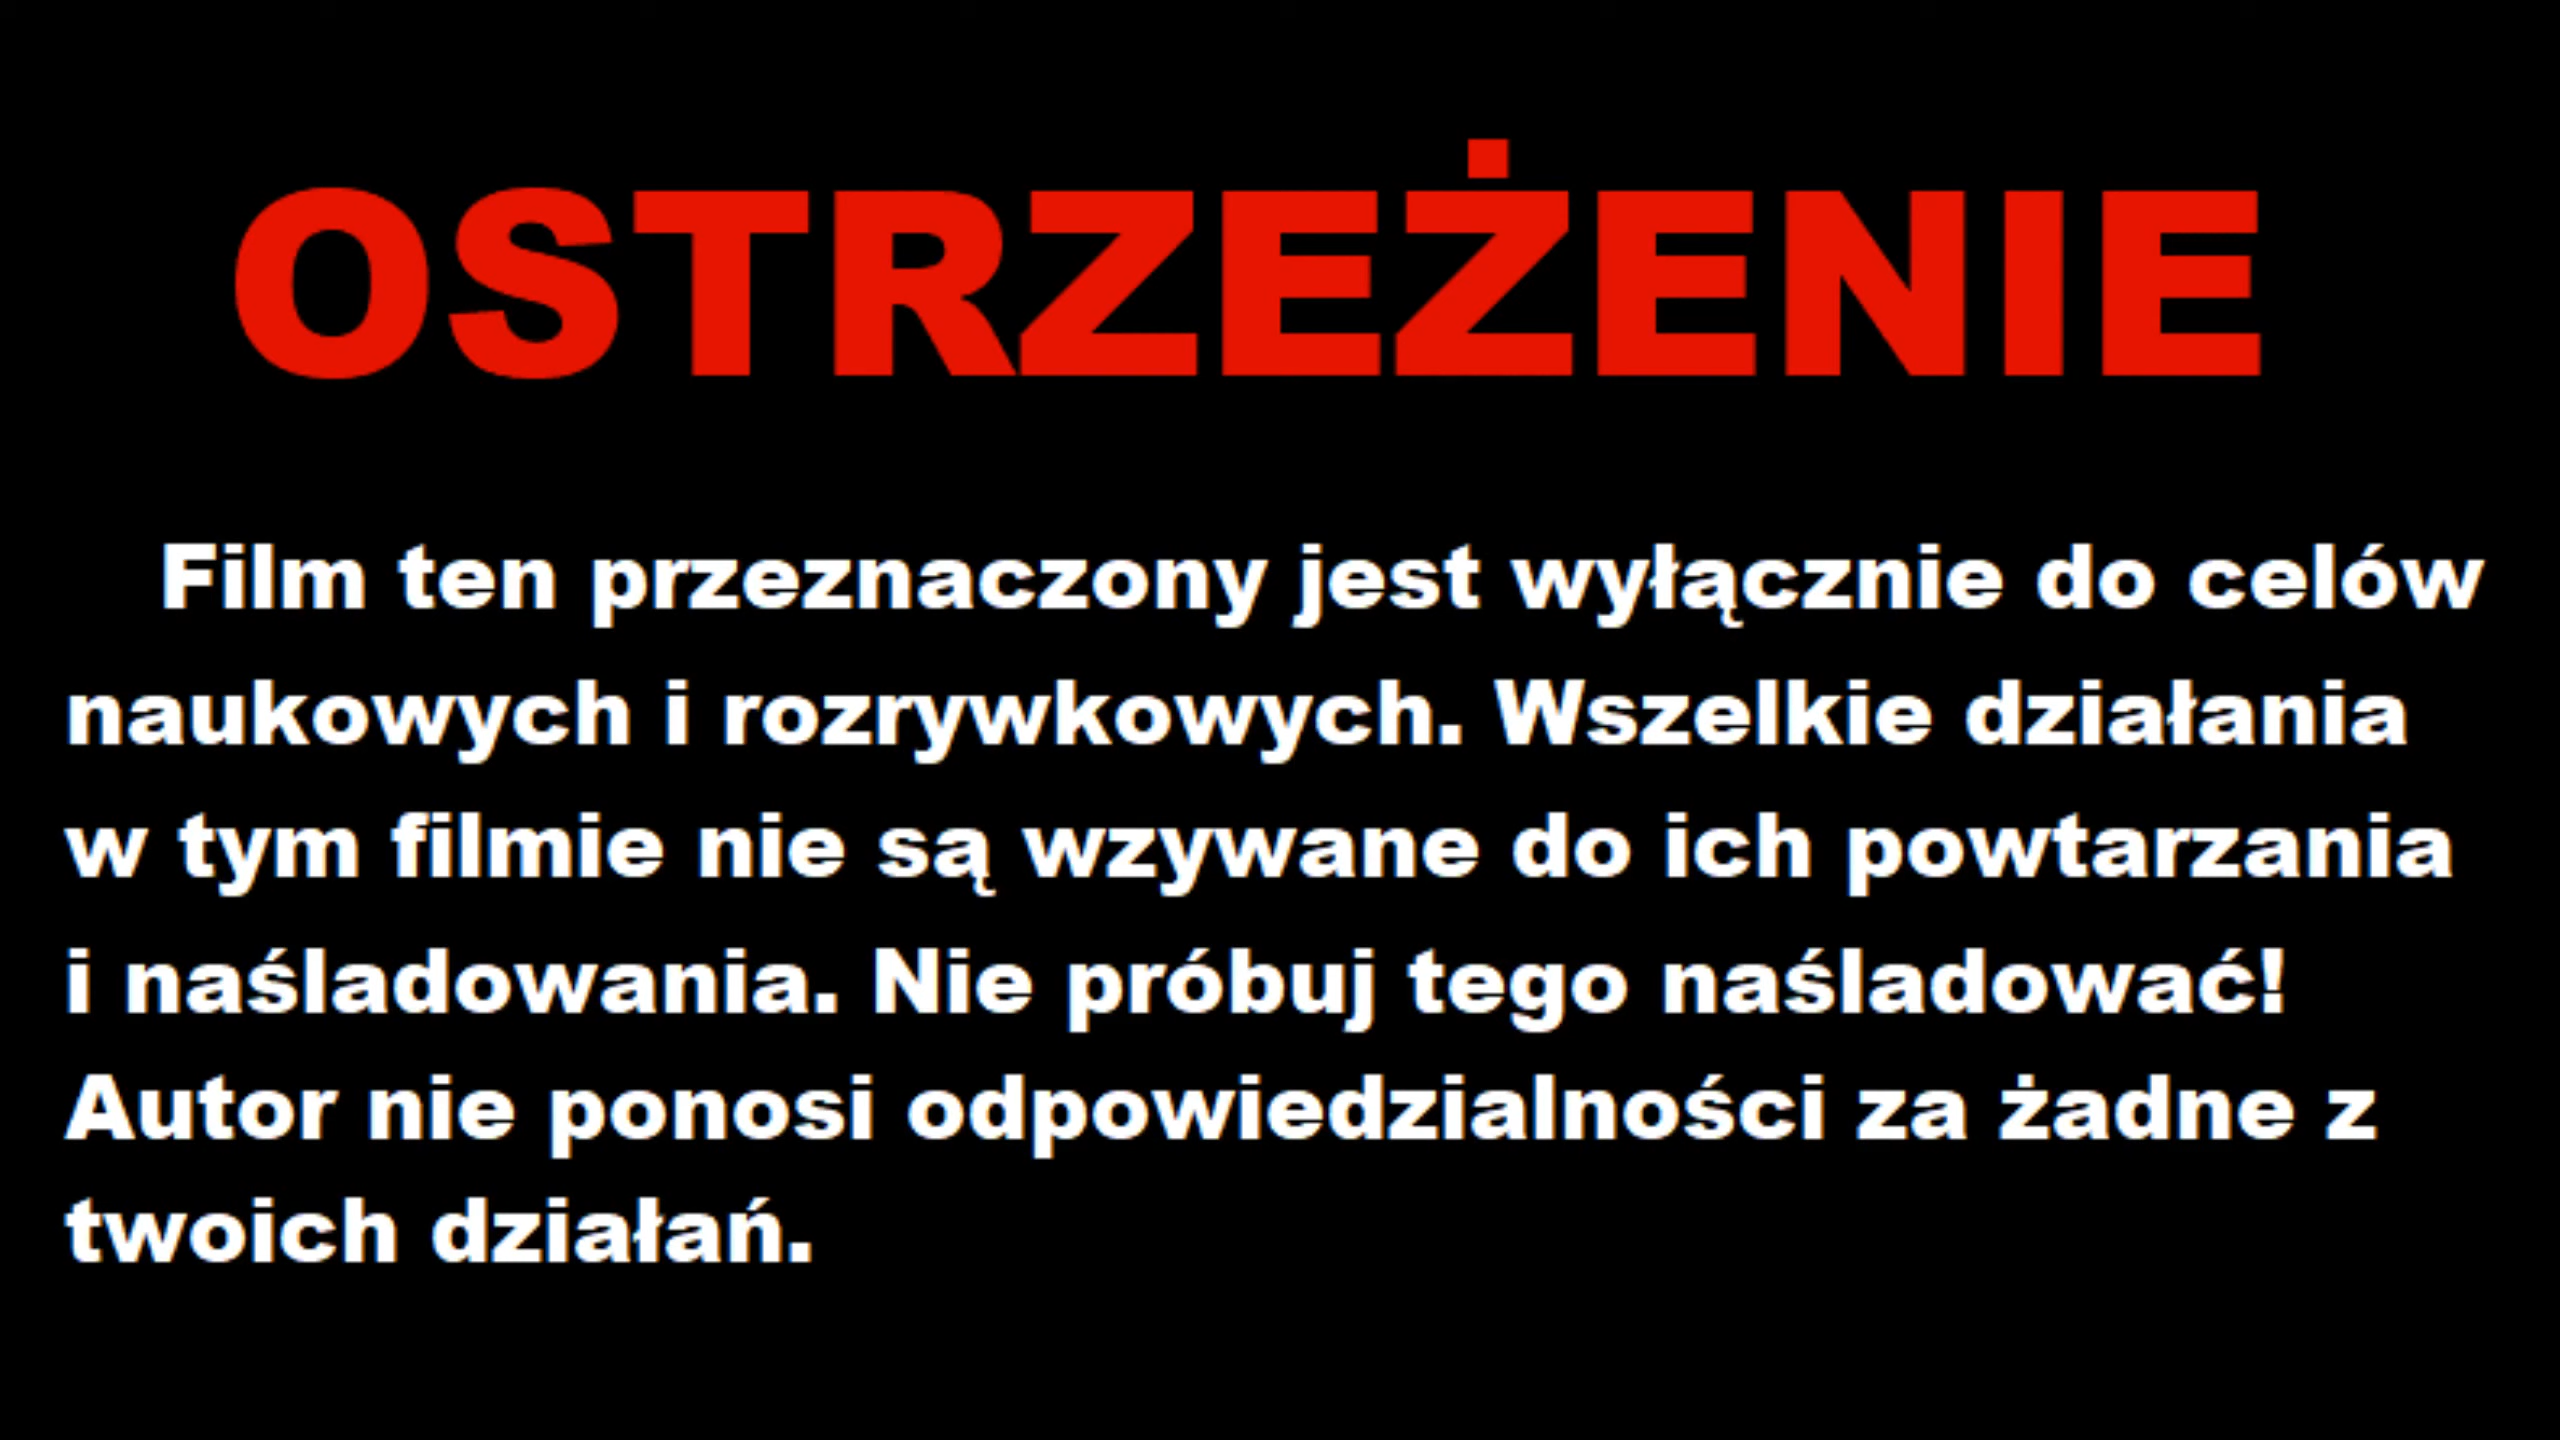 OSTRZEŻENIE
Film ten przeznaczony jest wyłącznie do celów
naukowych i rozrywkowych. Wszelkie działania
w tym filmie nie są wzywane do ich powtarzania
i naśladowania. Nie próbuj tego naśladować!
Autor nie ponosi odpowiedzialności za żadne z
twoich działań.